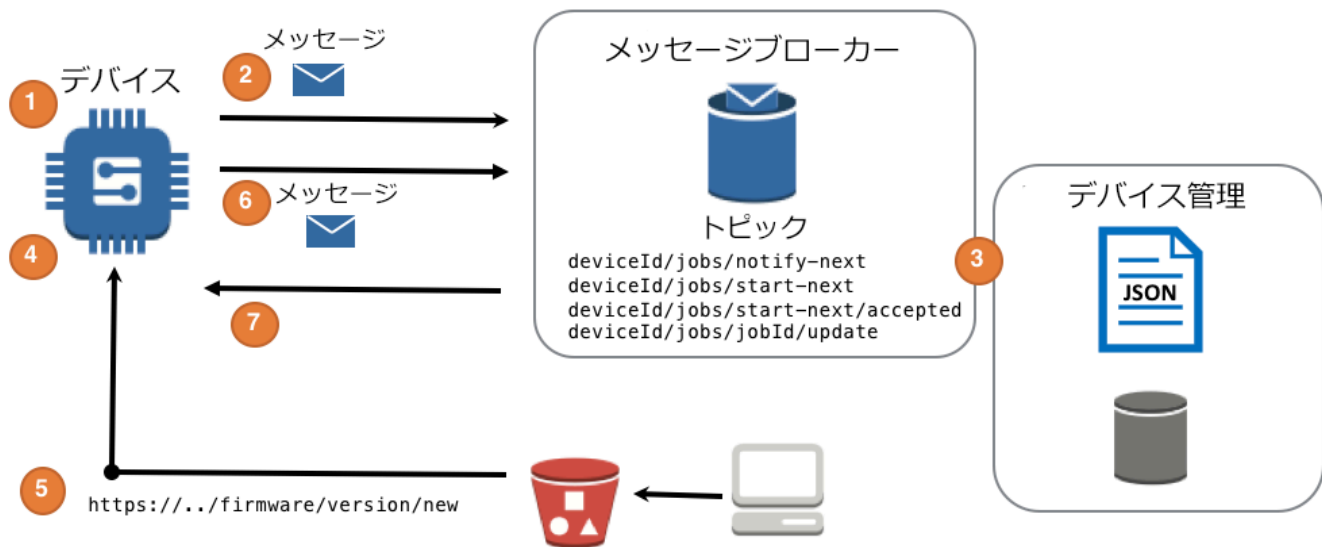 メッセージ
2
デバイス
1
メッセージブローカー
6
メッセージ
4
トピック
deviceId/jobs/notify-next
deviceId/jobs/start-next
deviceId/jobs/start-next/accepted
deviceId/jobs/jobId/update
7
3
デバイス管理
JSON
5
https://../firmware/version/new